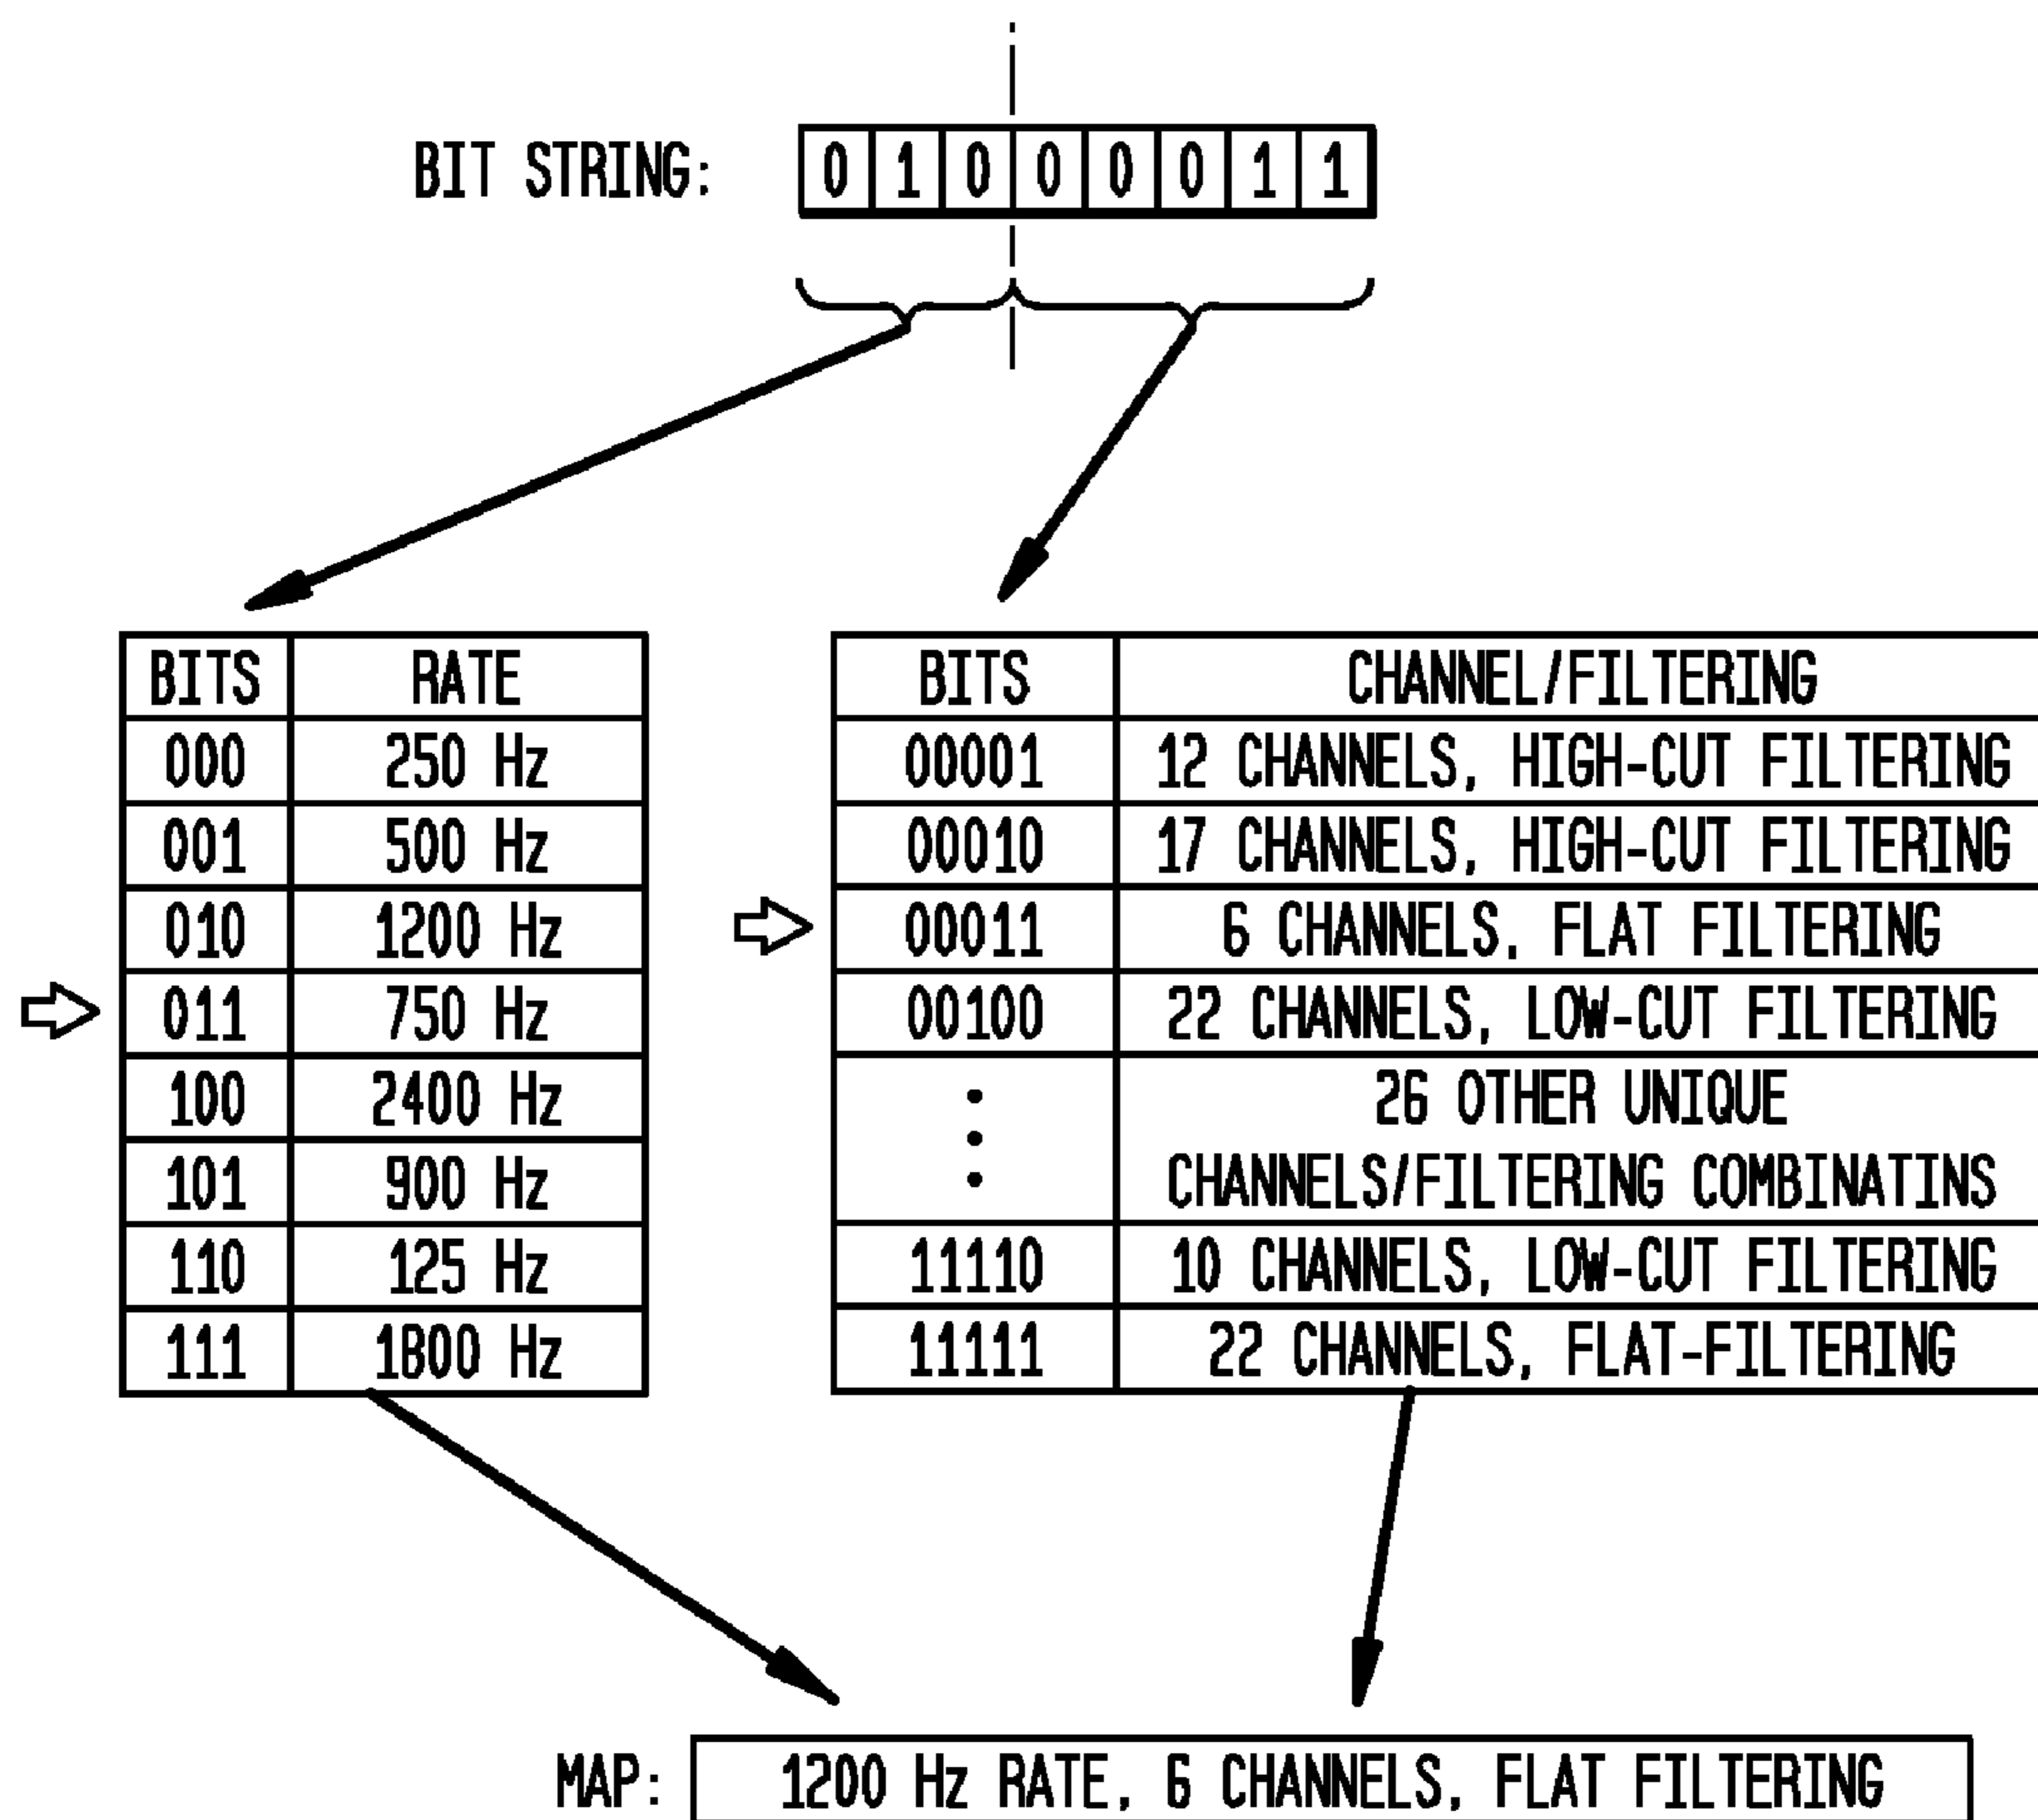 BIT STRING: 0 1 0 0 0 0 1 1
BITS RATE
000 250 Hz
001 500 Hz
010 1200 Hz
011 750 Hz
100 2400 Hz
101 900 Hz
110 125 Hz
111 1800 Hz
BITS CHANNEL/FILTERING
00001 12 CHANNELS, HIGH-CUT FILTERING
00010 17 CHANNELS, HIGH-CUT FILTERING
00011 6 CHANNELS, FLAT FILTERING
00100 22 CHANNELS, LOW-CUT FILTERING
26 OTHER UNIQUE
CHANNELS/FILTERING COMBINATINS
11110 10 CHANNELS, LOW-CUT FILTERING
11111 22 CHANNELS, FLAT-FILTERING
MAP: 1200 Hz RATE, 6 CHANNELS, FLAT FILTERING